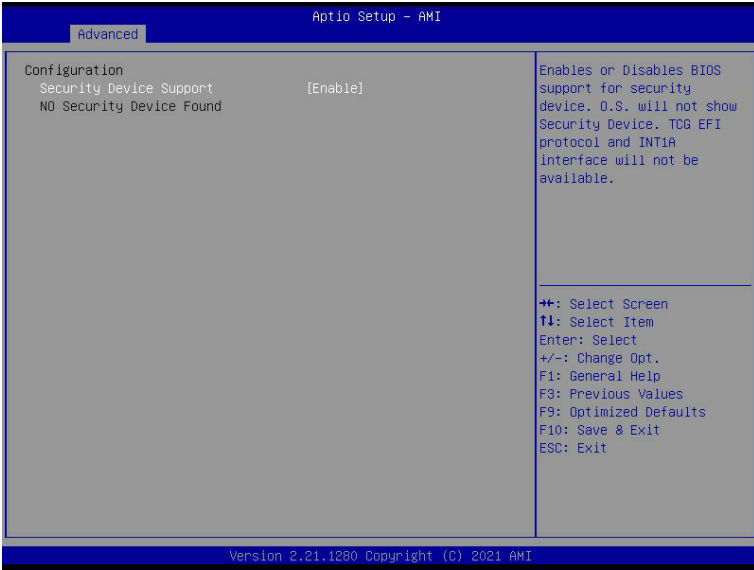 Aptio Setup - AMI
Advanced
Configuration
Security Device Support [Enable]
NO Security Device Found
Enables or Disables BIOS
support for security
device. O.S. will not show
Security Device. TCG EFI
protocol and INT1A
interface will not be
available.
→←: Select Screen
↑↓: Select Item
Enter: Select
+/-: Change Opt.
F1: General Help
F3: Previous Values
F9: Optimized Defaults
F10: Save & Exit
ESC: Exit
Version 2.21.1280 Copyright (C) 2021 AMI